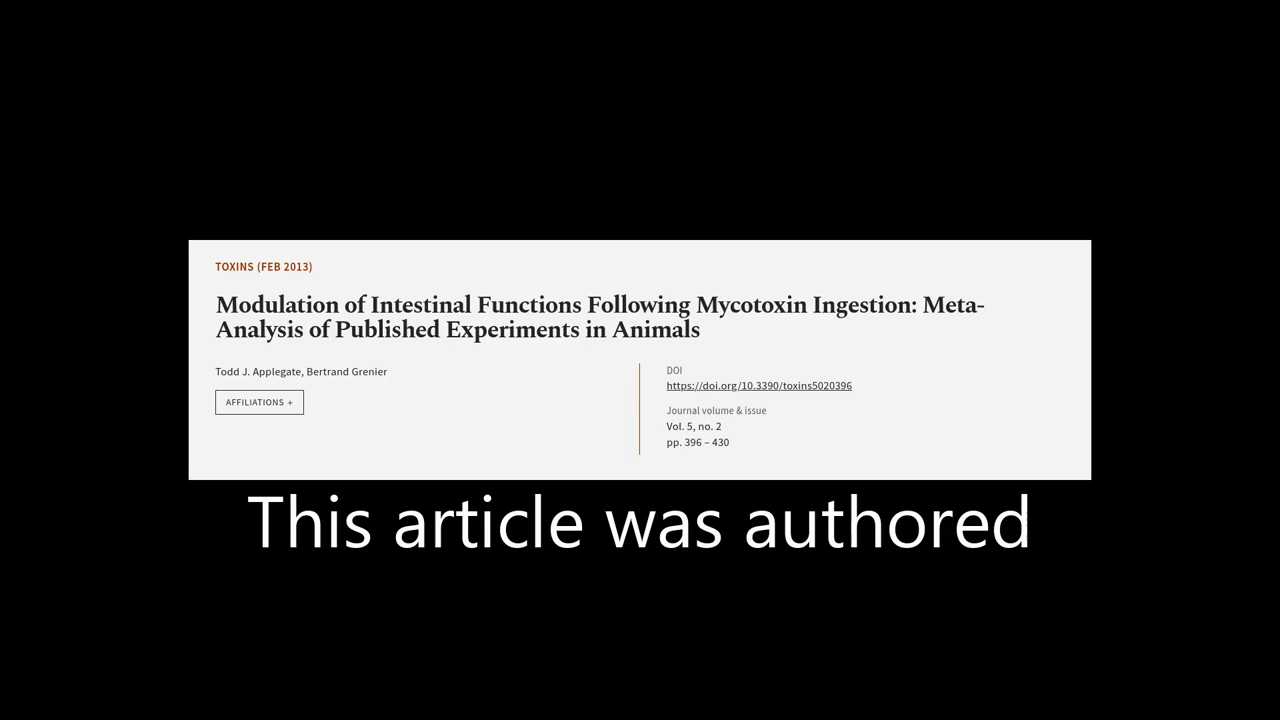 TOXINS (FEB 2013)
Modulation of Intestinal Functions Following Mycotoxin Ingestion: Meta-
Analysis of Published Experiments in Animals
Todd J. Applegate, Bertrand Grenier
AFFILIATIONS +
DOI
https://doi.org/10.3390/toxins5020396
Journal volume & issue
Vol. 5, no. 2
pp. 396 – 430
This article was authored